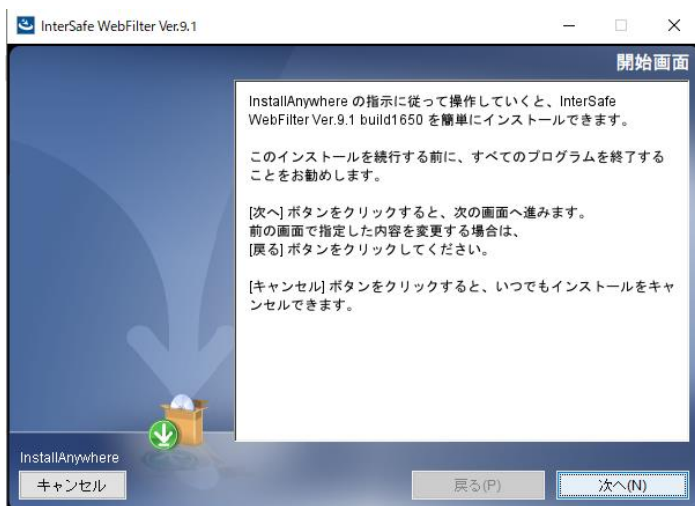 InterSafe WebFilter Ver.9.1
開始画面
InstallAnywhere の指示に従って操作していくと、InterSafe
WebFilter Ver.9.1 build1650 を簡単にインストールできます。
このインストールを続行する前に、すべてのプログラムを終了する
ことをお勧めします。
[次へ] ボタンをクリックすると、次の画面へ進みます。
前の画面で指定した内容を変更する場合は、
[戻る] ボタンをクリックしてください。
[キャンセル] ボタンをクリックすると、いつでもインストールをキャ
ンセルできます。
InstallAnywhere
キャンセル
戻る(P)
次へ(N)